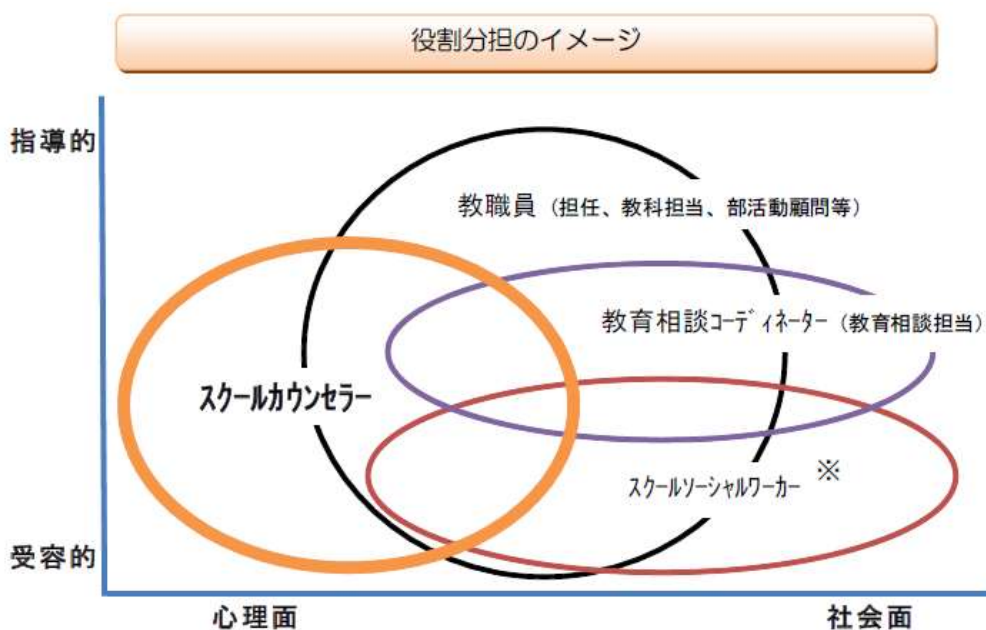 役割分担のイメージ
指導的
教職員（担任、教科担当、部活動顧問等）
教育相談ｺｰﾃﾞｨﾈｰﾀｰ（教育相談担当）
ｽｸｰﾙｶｳﾝｾﾗｰ
ｽｸｰﾙｿｰｼｬﾙﾜｰｶｰ ※
受容的
心理面 社会面